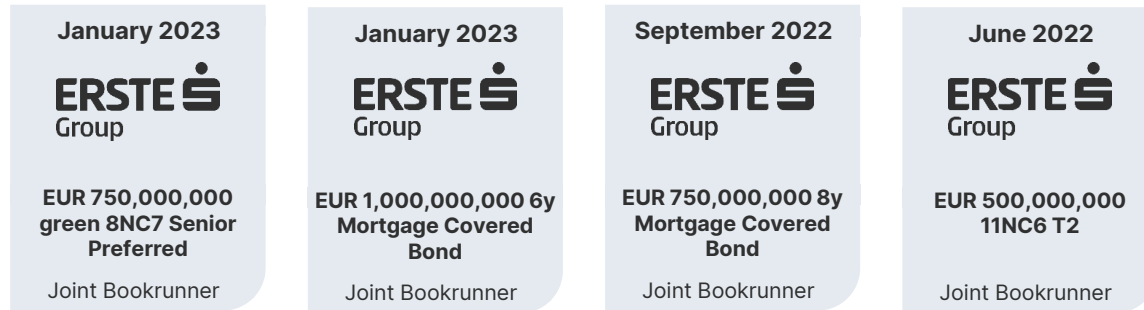 January 2023
ERSTE
Group
EUR 750,000,000
green 8NC7 Senior
Preferred
Joint Bookrunner
January 2023
ERSTE
Group
EUR 1,000,000,000 6y
Mortgage Covered
Bond
Joint Bookrunner
September 2022
ERSTE
Group
EUR 750,000,000 8y
Mortgage Covered
Bond
Joint Bookrunner
June 2022
ERSTE
Group
EUR 500,000,000
11NC6 T2
Joint Bookrunner